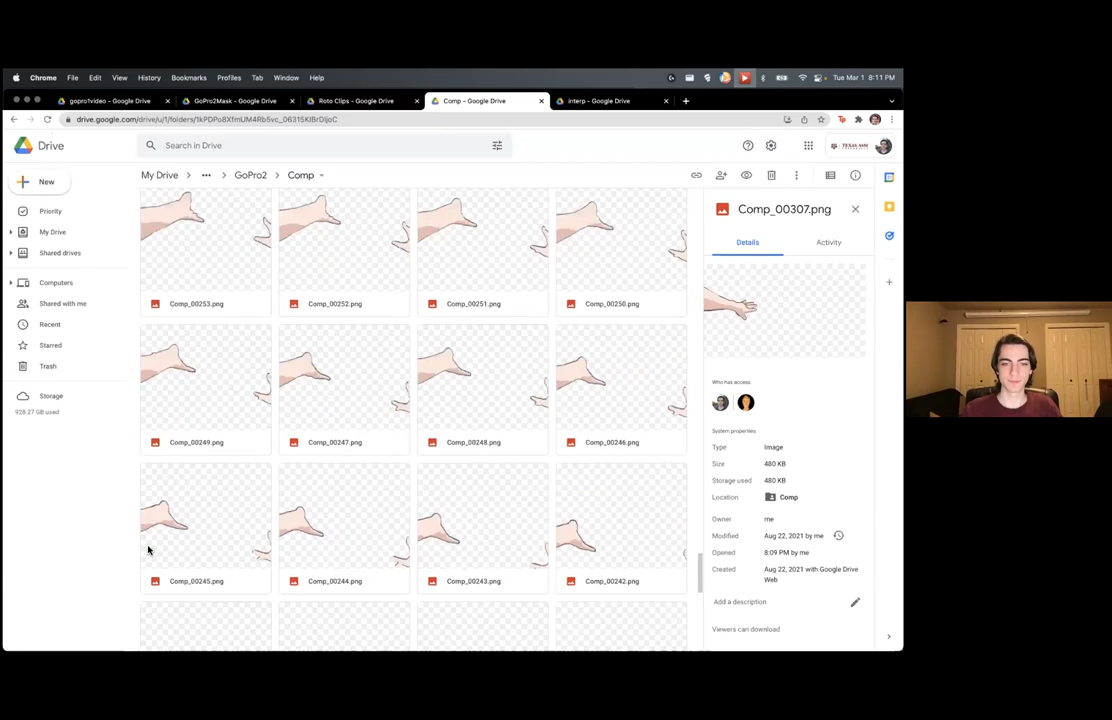 Chrome File Edit View History Bookmarks Profiles Tab Window Help Tue Mar 1 8:11 PM
gopro1video - Google Drive GoPro2Mask - Google Drive Roto Clips - Google Drive Comp - Google Drive interp - Google Drive
drive.google.com/drive/u/1/folders/1kPDPo8XfmUM4Rb5vc_06315KIBrDIjoC
Drive
Search in Drive
TEXAS A&M
New
My Drive > ... > GoPro2 > Comp
Priority
My Drive
Shared drives
Computers
Shared with me
Recent
Starred
Trash
Storage
928.27 GB used
Comp_00253.png Comp_00252.png Comp_00251.png Comp_00250.png
Comp_00249.png Comp_00247.png Comp_00248.png Comp_00246.png
Comp_00245.png Comp_00244.png Comp_00243.png Comp_00242.png
Comp_00307.png
Details Activity
Who has access
System properties
Type Image
Size 480 KB
Storage used 480 KB
Location Comp
Owner me
Modified Aug 22, 2021 by me
Opened 8:09 PM by me
Created Aug 22, 2021 with Google Drive
Web
Add a description
Viewers can download